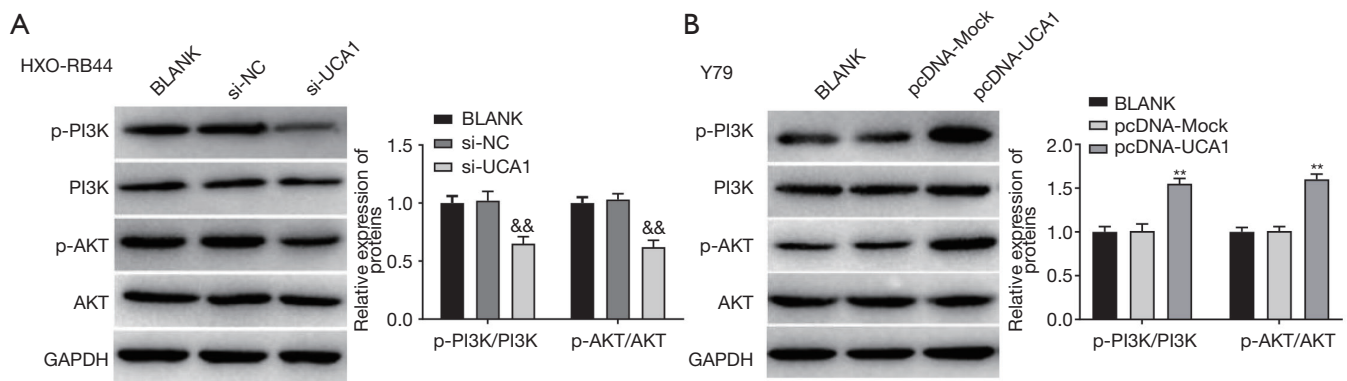 A
HXO-RB44
BLANK
si-NC
si-UCA1
p-PI3K
PI3K
p-AKT
AKT
GAPDH
BLANK
si-NC
si-UCA1
Relative expression of
proteins
1.5
1.0
0.5
0.0
&&
&&
p-PI3K/PI3K
p-AKT/AKT
B
Y79
BLANK
pcDNA-Mock
pcDNA-UCA1
p-PI3K
PI3K
p-AKT
AKT
GAPDH
BLANK
pcDNA-Mock
pcDNA-UCA1
Relative expression of
proteins
2.0
1.5
1.0
0.5
0.0
**
**
p-PI3K/PI3K
p-AKT/AKT